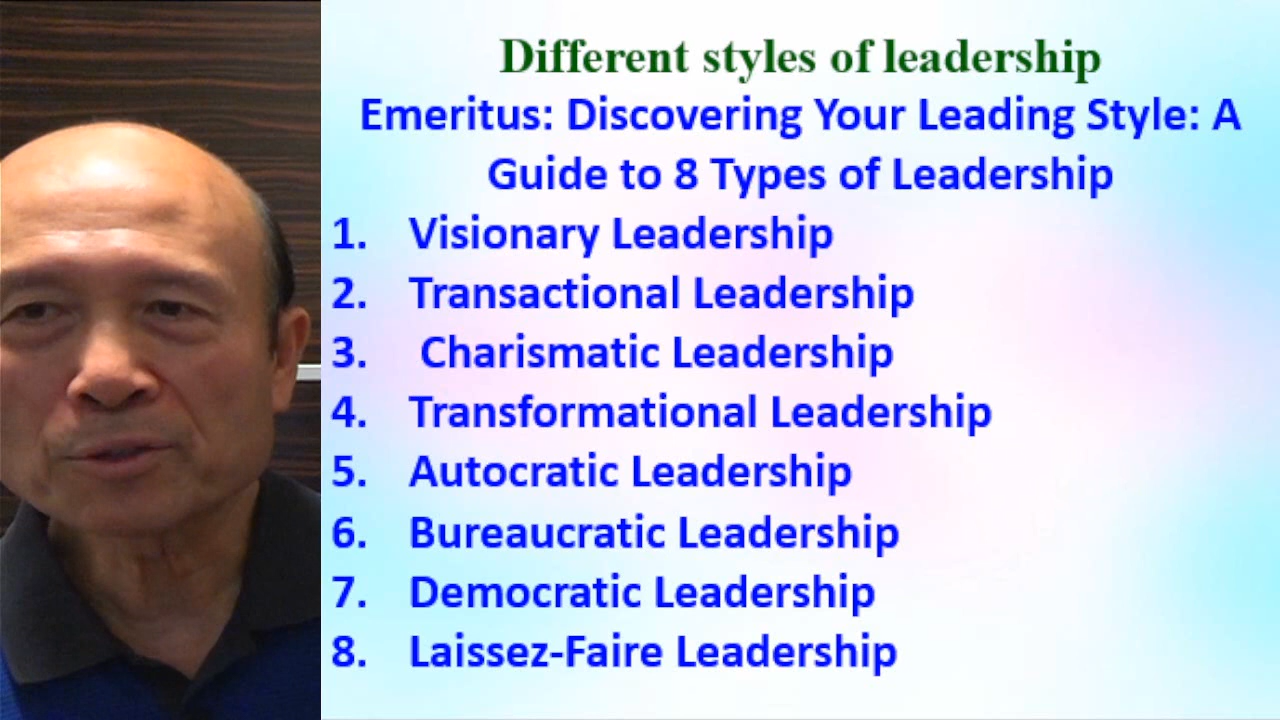 Different styles of leadership
Emeritus: Discovering Your Leading Style: A
Guide to 8 Types of Leadership
1. Visionary Leadership
2. Transactional Leadership
3. Charismatic Leadership
4. Transformational Leadership
5. Autocratic Leadership
6. Bureaucratic Leadership
7. Democratic Leadership
8. Laissez-Faire Leadership